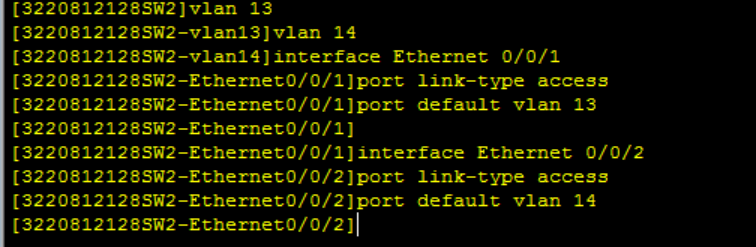 [3220812128SW2]vlan 13
[3220812128SW2-vlan13]vlan 14
[3220812128SW2-vlan14]interface Ethernet 0/0/1
[3220812128SW2-Ethernet0/0/1]port link-type access
[3220812128SW2-Ethernet0/0/1]port default vlan 13
[3220812128SW2-Ethernet0/0/1]
[3220812128SW2-Ethernet0/0/1]interface Ethernet 0/0/2
[3220812128SW2-Ethernet0/0/2]port link-type access
[3220812128SW2-Ethernet0/0/2]port default vlan 14
[3220812128SW2-Ethernet0/0/2]